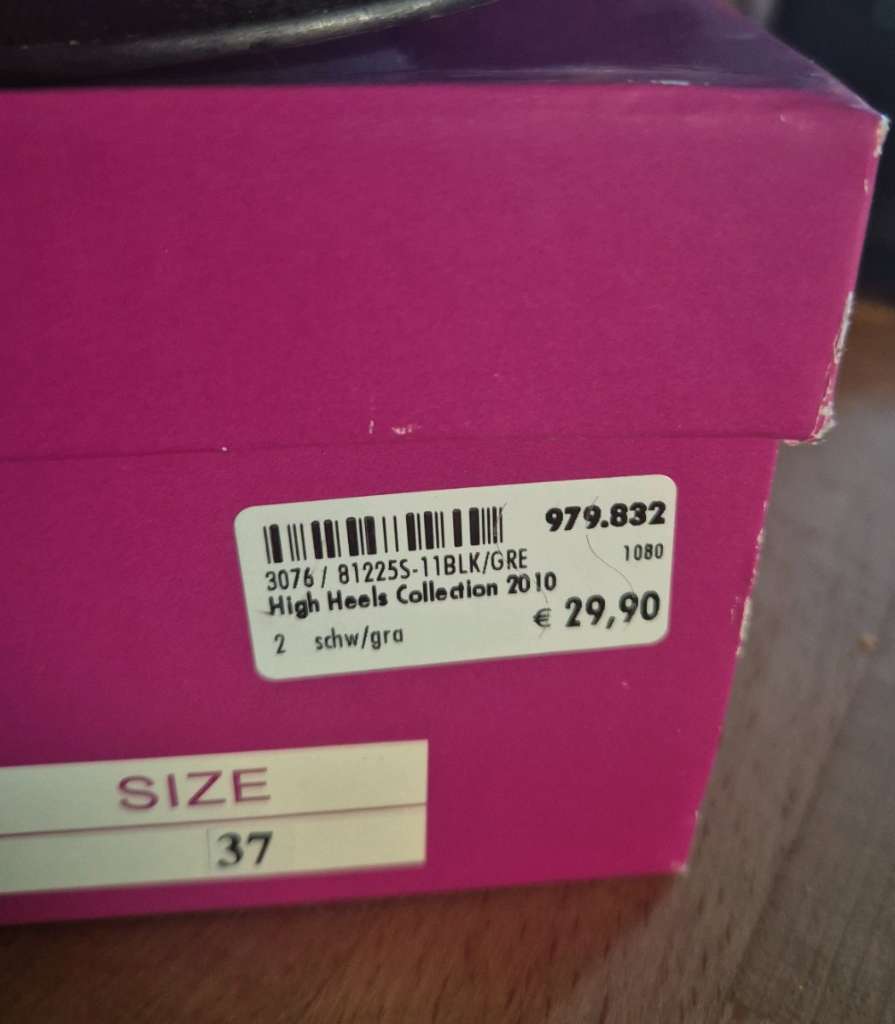 979.832
1080
3076 / 81225S-11BLK/GRE
High Heels Collection 2010
€ 29,90
2 schw/gra
SIZE
37